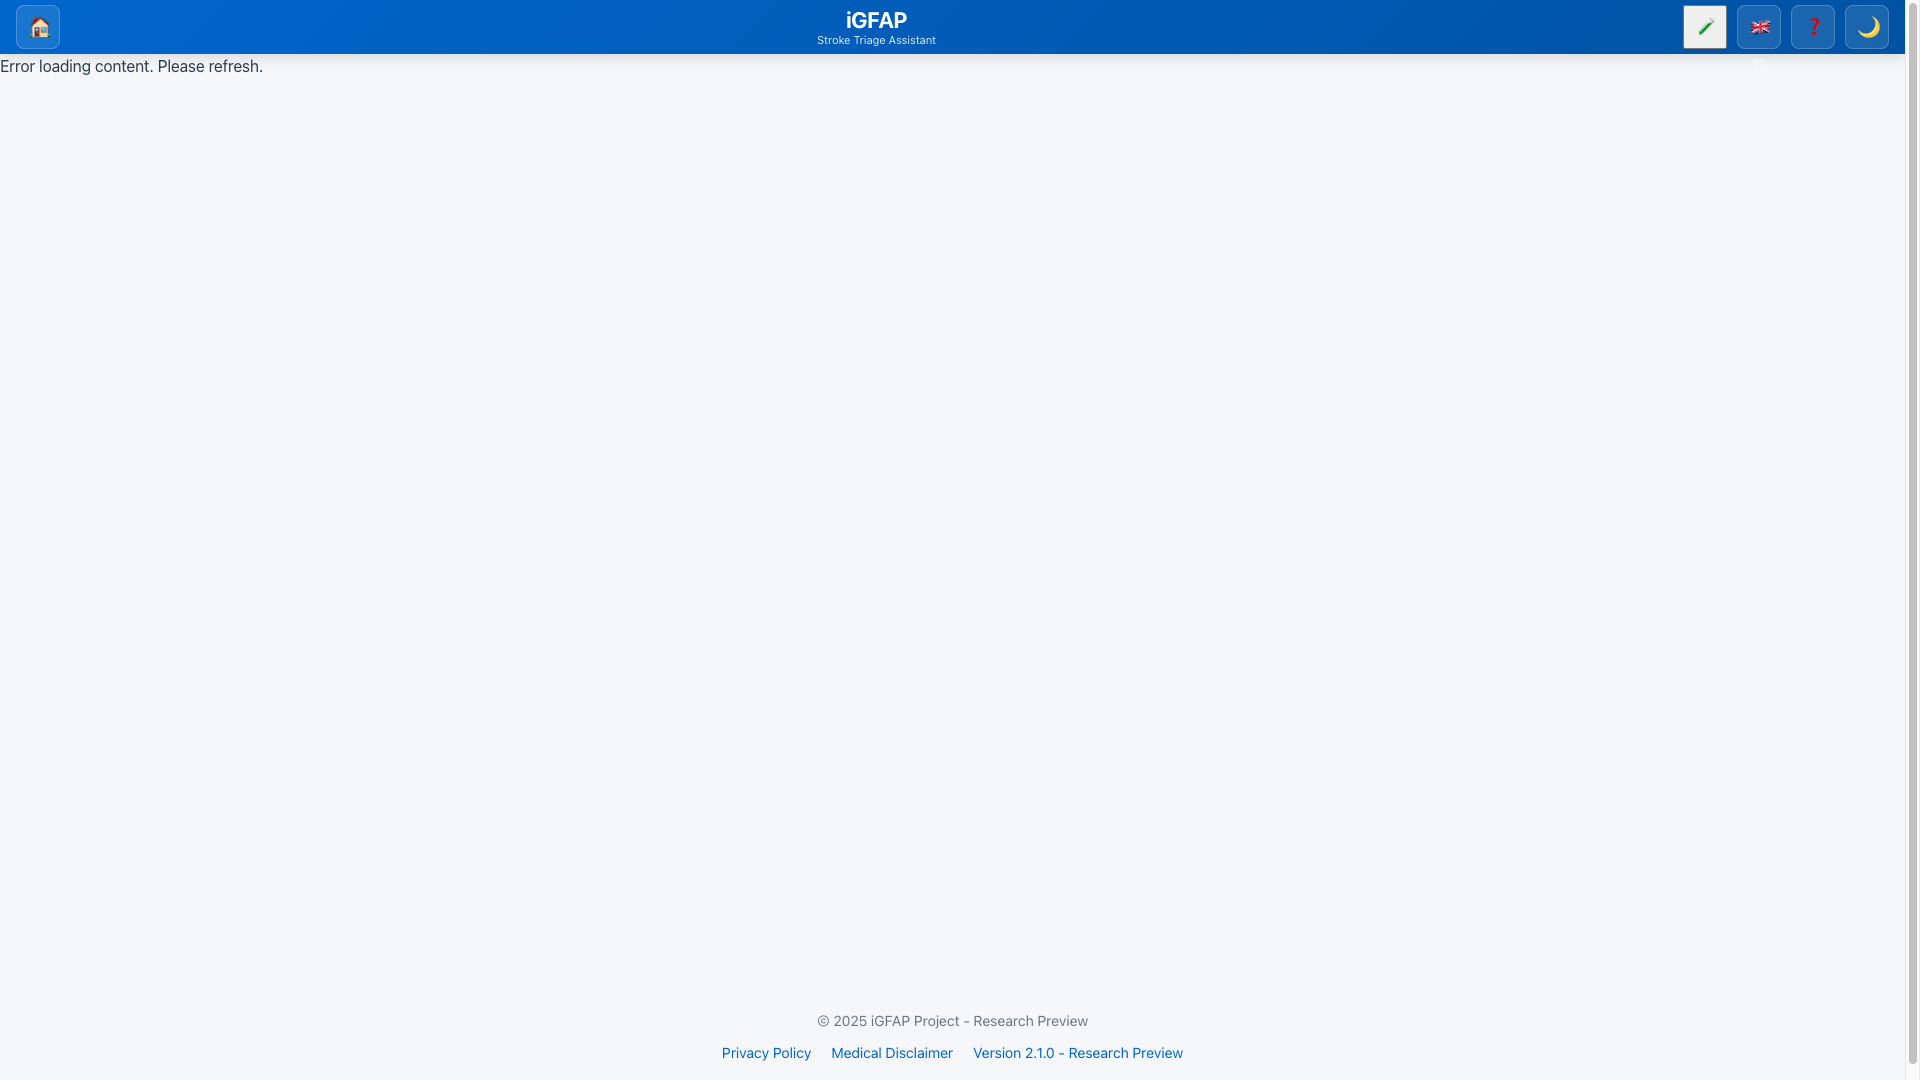 iGFAP
Stroke Triage Assistant
Error loading content. Please refresh.
© 2025 iGFAP Project - Research Preview
Privacy Policy Medical Disclaimer Version 2.1.0 - Research Preview